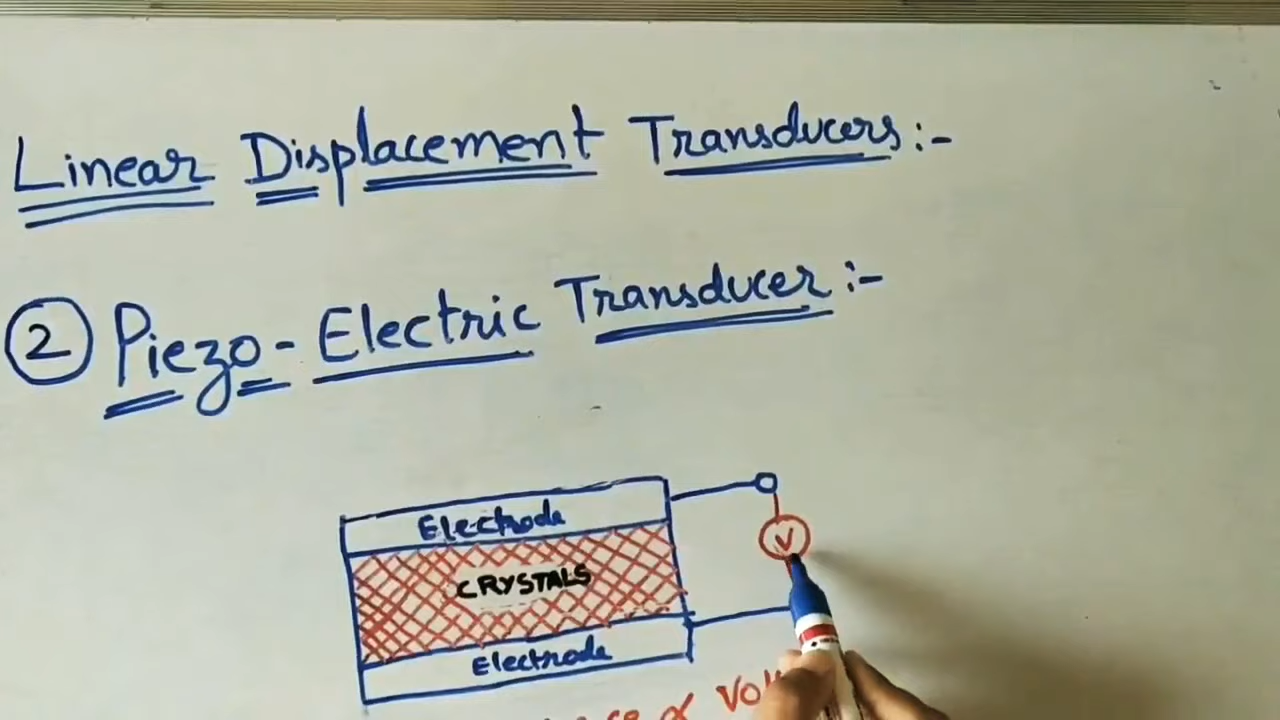 Linear Displacement Transducers:-
② Piezo-Electric Transducer:-
Electrode
V
CRYSTALS
Electrode